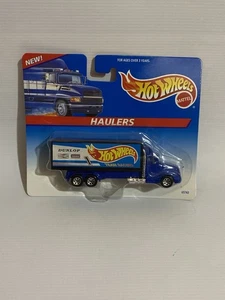 NEW!
FOR AGES OVER 3 YEARS.
Hot Wheels
MATTEL
HAULERS
DUNLOP
Hot Wheels